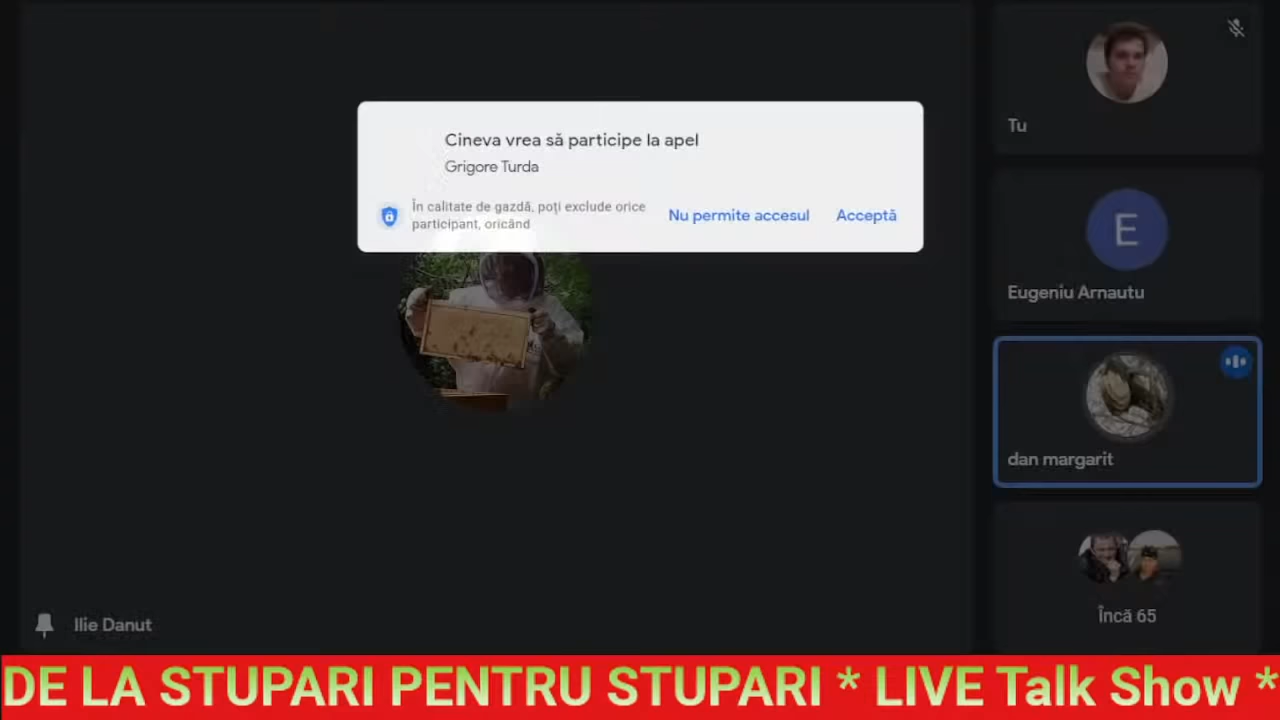 Cineva vrea să participe la apel
Grigore Turda
În calitate de gazdă, poți exclude orice
participant, oricând
Nu permite accesul
Acceptă
Tu
E
Eugeniu Arnautu
dan margarit
Încă 65
Ilie Danut
DE LA STUPARI PENTRU STUPARI * LIVE Talk Show *